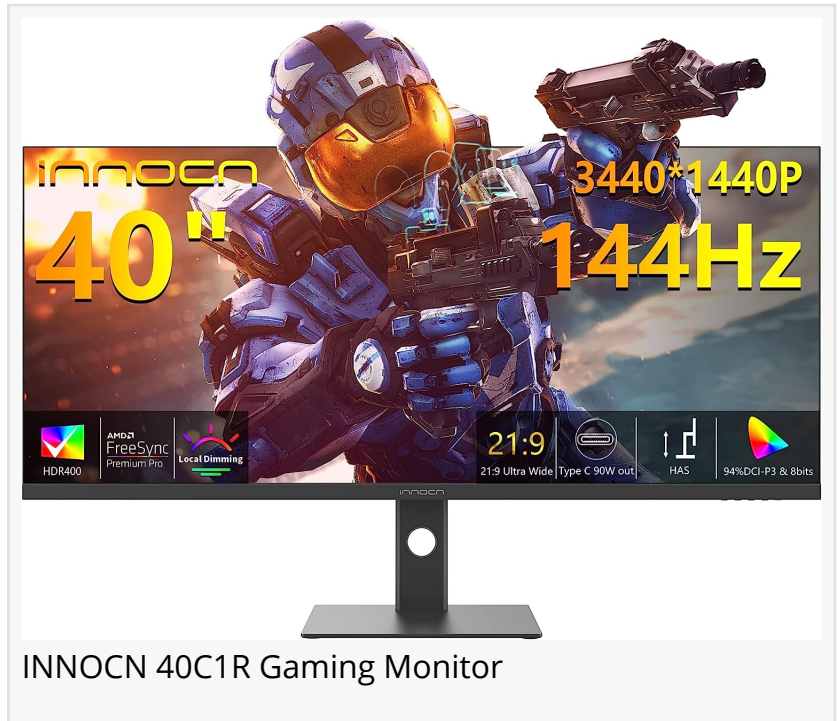 INNOCN
40"
3440*1440P
144Hz
HDR400
AMD
FreeSync
Premium Pro
Local Dimming
21:9
21:9 Ultra Wide
Type C 90W out
HAS
94%DCI-P3 & 8bits
INNOCN
INNOCN 40C1R Gaming Monitor